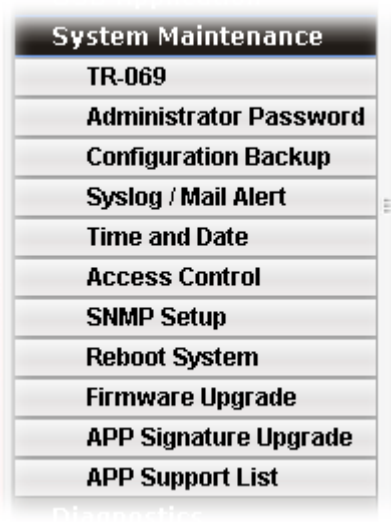 System Maintenance
TR-069
Administrator Password
Configuration Backup
Syslog / Mail Alert
Time and Date
Access Control
SNMP Setup
Reboot System
Firmware Upgrade
APP Signature Upgrade
APP Support List
Diagnostics